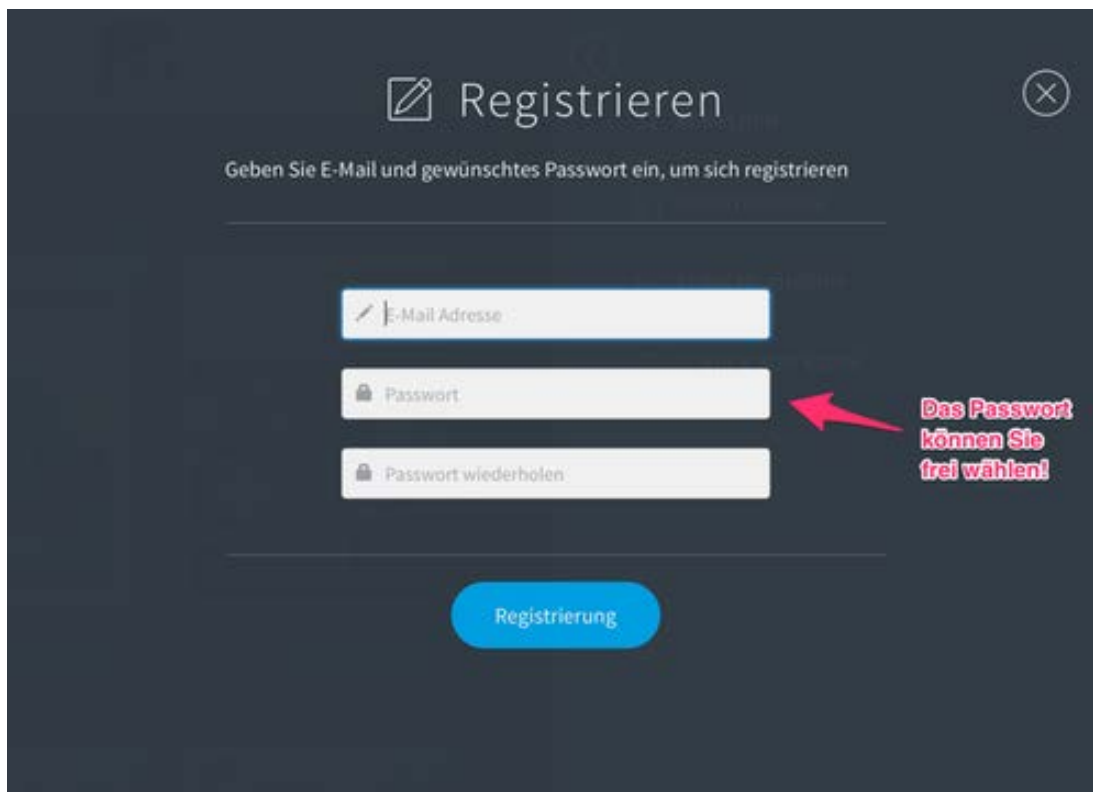 Registrieren
Geben Sie E-Mail und gewünschtes Passwort ein, um sich registrieren
E-Mail Adresse
Passwort
Das Passwort
können Sie
frei wählen!
Passwort wiederholen
Registrierung